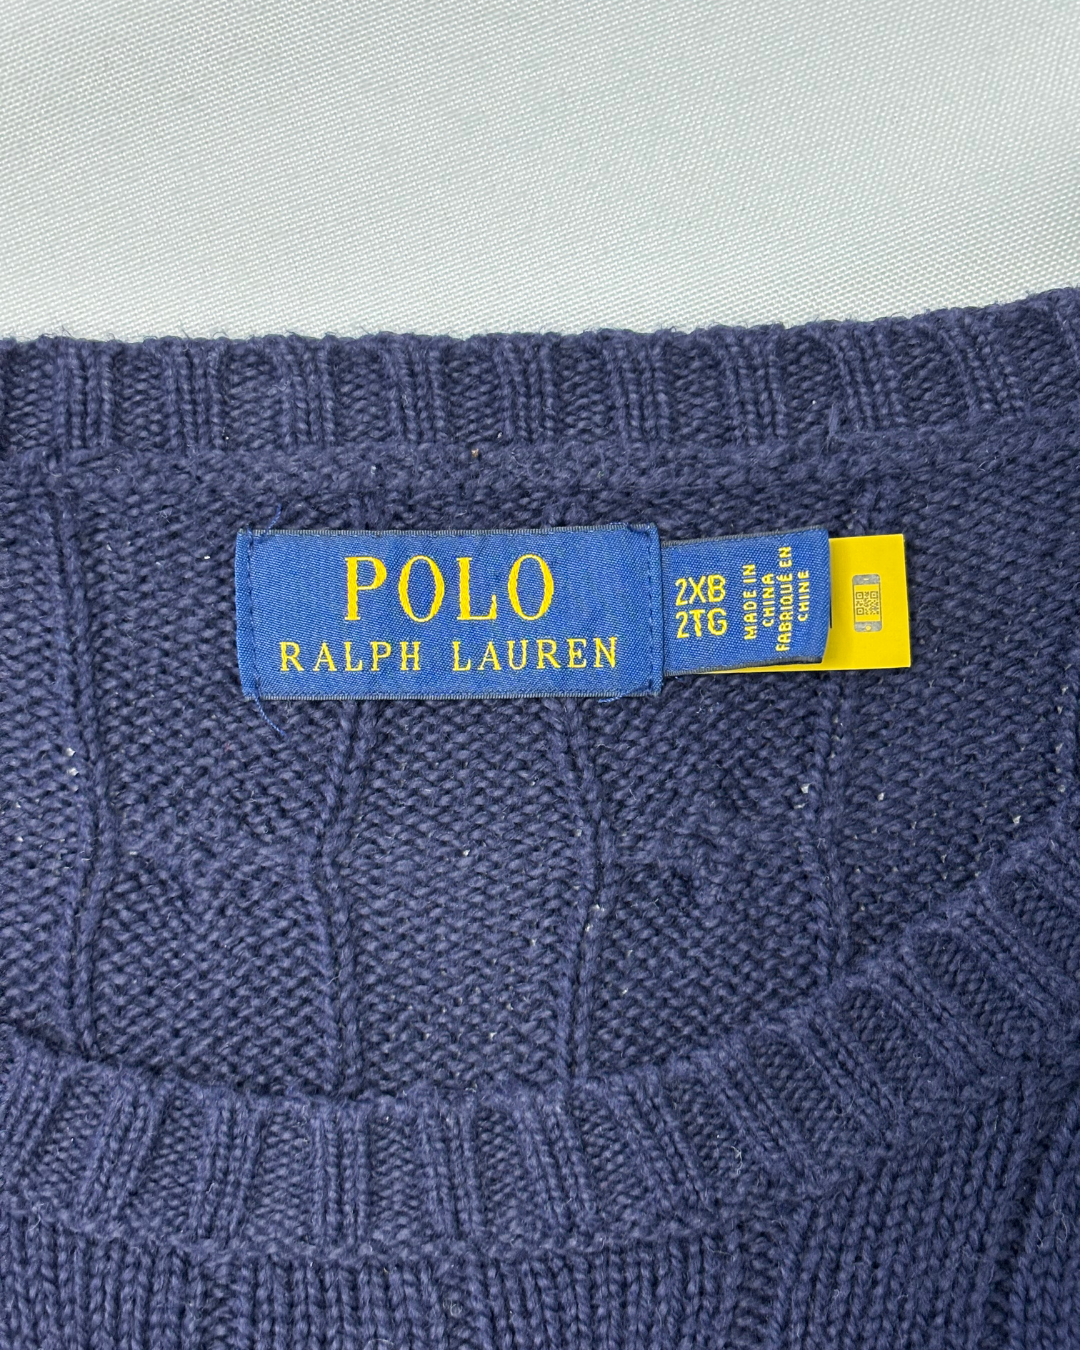 POLO
RALPH LAUREN
2XB
2TG
MADE IN
CHINA
FABRIQUÉ EN
CHINE